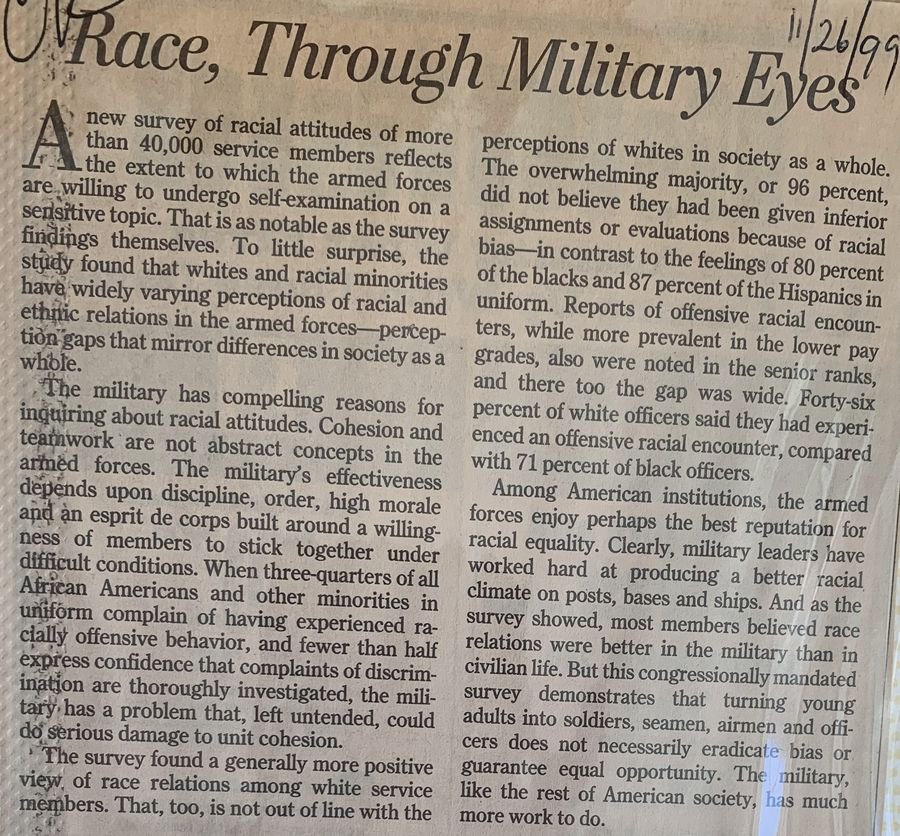 Race, Through Military Eyes
11/26/99
A new survey of racial attitudes of more
than 40,000 service members reflects
the extent to which the armed forces
are willing to undergo self-examination on a
sensitive topic. That is as notable as the survey
findings themselves. To little surprise, the
study found that whites and racial minorities
have widely varying perceptions of racial and
ethnic relations in the armed forces—percep-
tion gaps that mirror differences in society as a
whole.
The military has compelling reasons for
inquiring about racial attitudes. Cohesion and
teamwork are not abstract concepts in the
armed forces. The military's effectiveness
depends upon discipline, order, high morale
and an esprit de corps built around a willing-
ness of members to stick together under
difficult conditions. When three-quarters of all
African Americans and other minorities in
uniform complain of having experienced ra-
cially offensive behavior, and fewer than half
express confidence that complaints of discrim-
ination are thoroughly investigated, the mili-
tary has a problem that, left untended, could
do serious damage to unit cohesion.
The survey found a generally more positive
view of race relations among white service
members. That, too, is not out of line with the
perceptions of whites in society as a whole.
The overwhelming majority, or 96 percent,
did not believe they had been given inferior
assignments or evaluations because of racial
bias—in contrast to the feelings of 80 percent
of the blacks and 87 percent of the Hispanics in
uniform. Reports of offensive racial encoun-
ters, while more prevalent in the lower pay
grades, also were noted in the senior ranks,
and there too the gap was wide. Forty-six
percent of white officers said they had experi-
enced an offensive racial encounter, compared
with 71 percent of black officers.
Among American institutions, the armed
forces enjoy perhaps the best reputation for
racial equality. Clearly, military leaders have
worked hard at producing a better racial
climate on posts, bases and ships. And as the
survey showed, most members believed race
relations were better in the military than in
civilian life. But this congressionally mandated
survey demonstrates that turning young
adults into soldiers, seamen, airmen and offi-
cers does not necessarily eradicate bias or
guarantee equal opportunity. The military,
like the rest of American society, has much
more work to do.